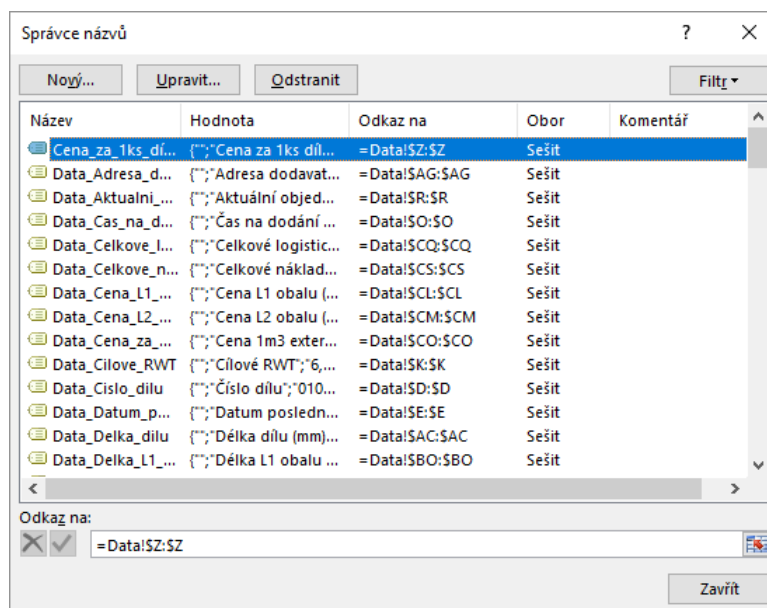 Správce názvů ?
Nový... Upravit... Odstranit Filtr
Název Hodnota Odkaz na Obor Komentář
Cena_za_1ks_dí... {"";"Cena za 1ks díl... =Data!$Z:$Z Sešit
Data_Adresa_d... {"";"Adresa dodavat... =Data!$AG:$AG Sešit
Data_Aktualni_... {"";"Aktuální objed... =Data!$R:$R Sešit
Data_Cas_na_d... {"";"Čas na dodání ... =Data!$O:$O Sešit
Data_Celkove_l... {"";"Celkové logistic... =Data!$CQ:$CQ Sešit
Data_Celkove_n... {"";"Celkové náklad... =Data!$CS:$CS Sešit
Data_Cena_L1_... {"";"Cena L1 obalu (... =Data!$CL:$CL Sešit
Data_Cena_L2_... {"";"Cena L2 obalu (... =Data!$CM:$CM Sešit
Data_Cena_za_... {"";"Cena 1m3 exter... =Data!$CO:$CO Sešit
Data_Cilove_RWT {"";"Cílové RWT";"6,... =Data!$K:$K Sešit
Data_Cislo_dilu {"";"Číslo dílu";"010... =Data!$D:$D Sešit
Data_Datum_p... {"";"Datum posledn... =Data!$E:$E Sešit
Data_Delka_dilu {"";"Délka dílu (mm)... =Data!$AC:$AC Sešit
Data_Delka_L1_... {"";"Délka L1 obalu ... =Data!$BO:$BO Sešit
Odkaz na:
=Data!$Z:$Z
Zavřít